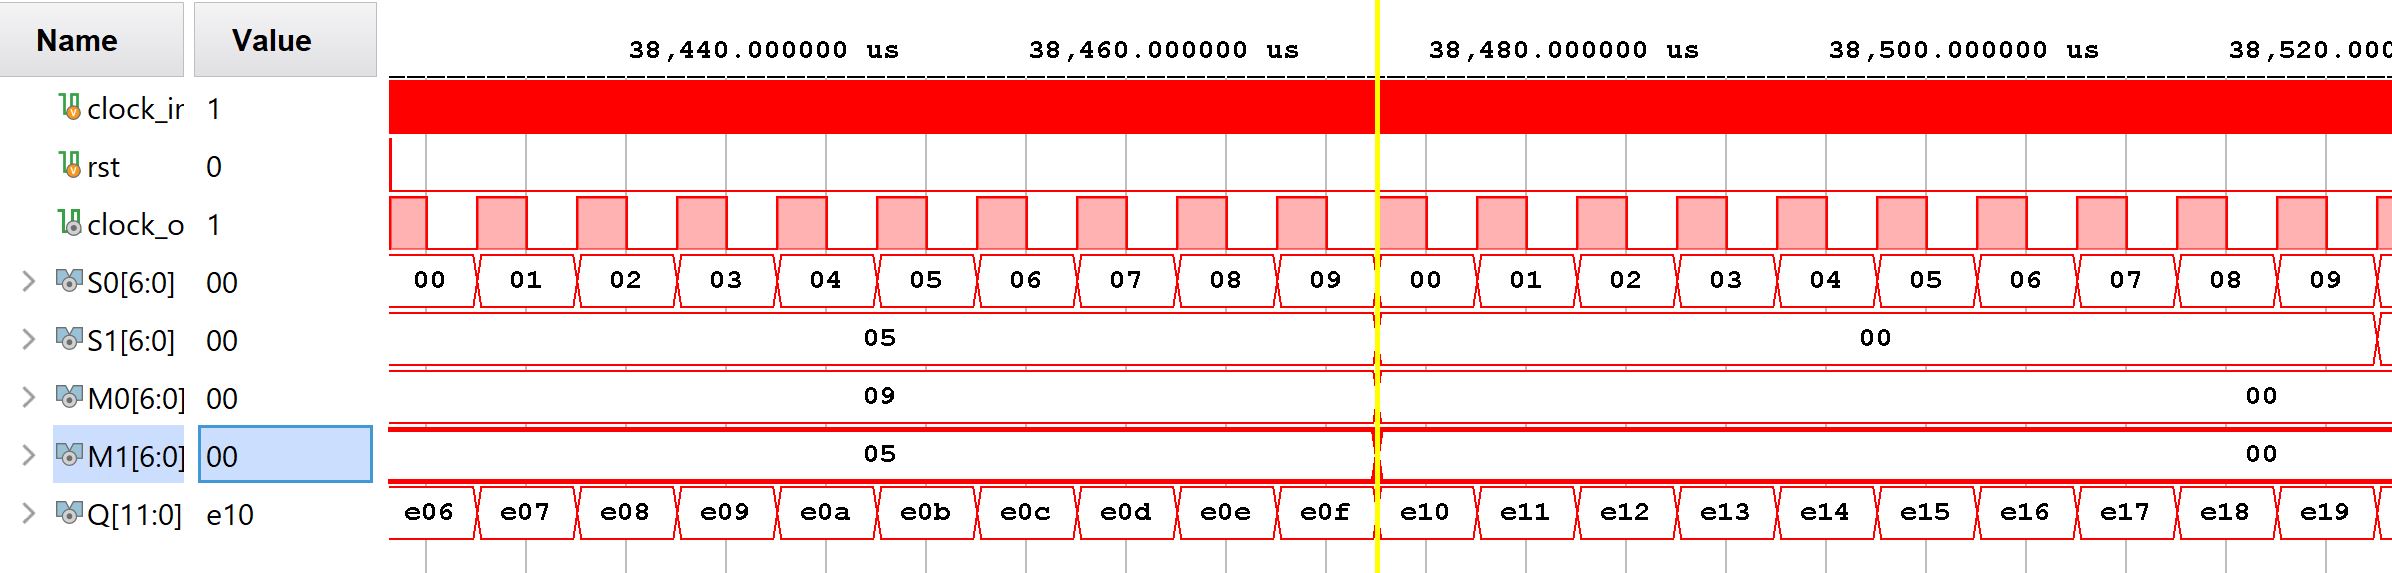 Name Value
38,440.000000 us 38,460.000000 us 38,480.000000 us 38,500.000000 us 38,520.000
clock_ir 1
rst 0
clock_o 1
S0[6:0] 00 00 01 02 03 04 05 06 07 08 09 00 01 02 03 04 05 06 07 08 09
S1[6:0] 00 05 00
M0[6:0] 00 09 00
M1[6:0] 00 05 00
Q[11:0] e10 e06 e07 e08 e09 e0a e0b e0c e0d e0e e0f e10 e11 e12 e13 e14 e15 e16 e17 e18 e19